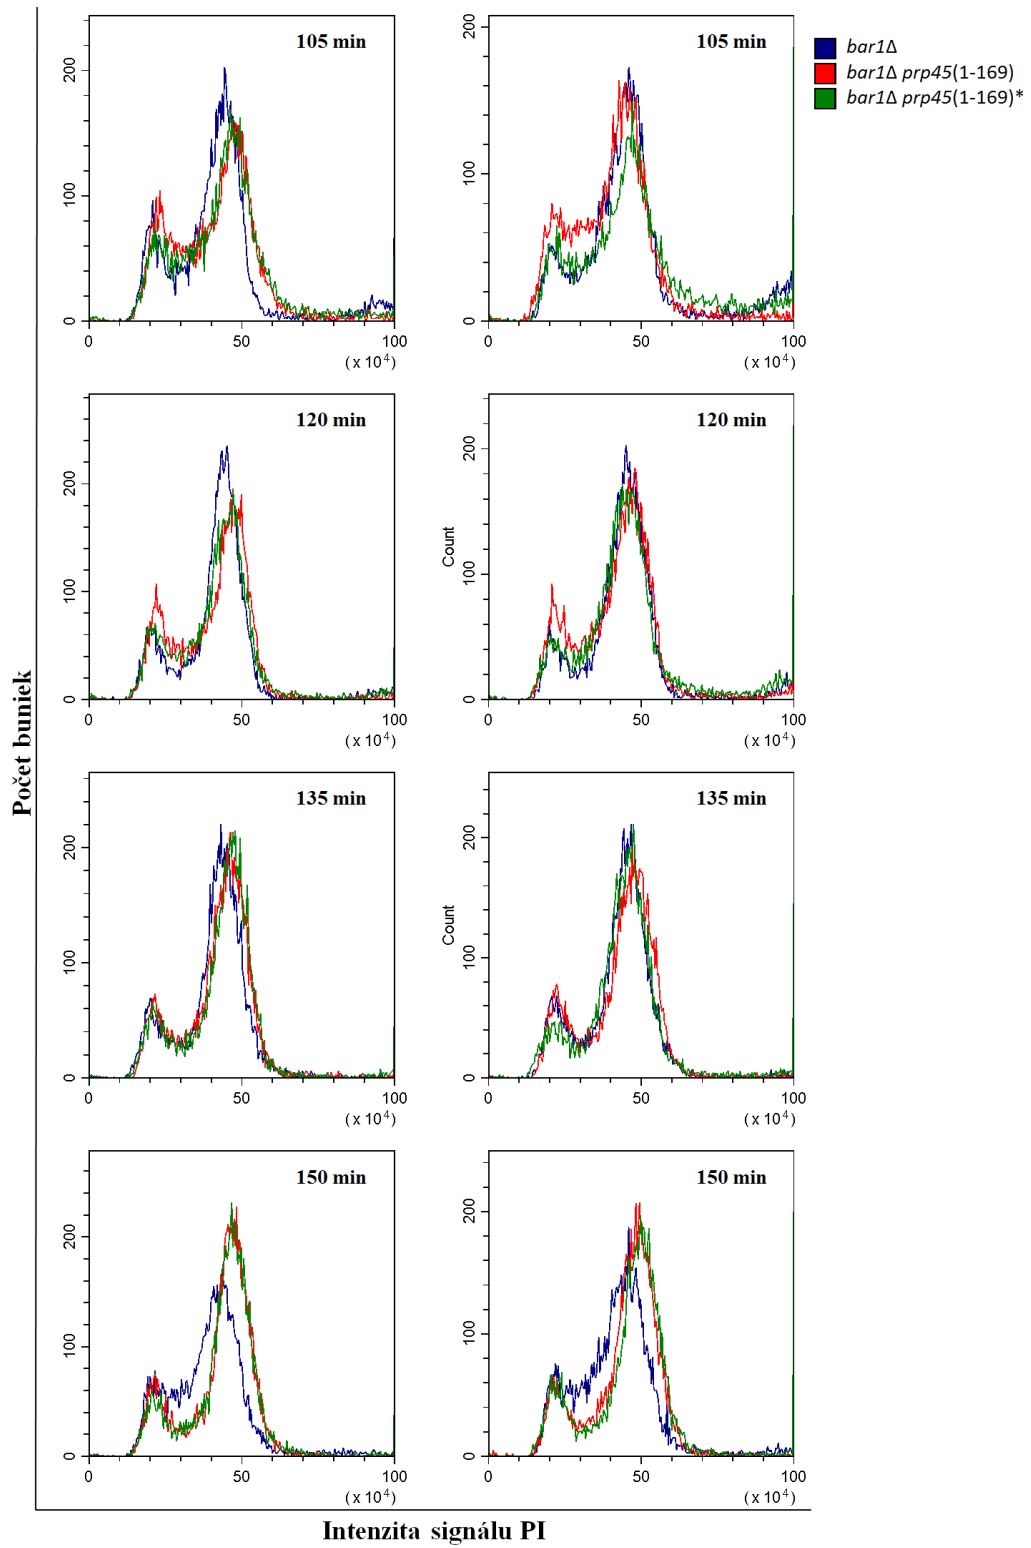 105 min
200
100
0
0
50
100
(x 10⁴)
105 min
200
100
0
0
50
100
(x 10⁴)
bar1Δ
bar1Δ prp45(1-169)
bar1Δ prp45(1-169)*
120 min
200
100
0
0
50
100
(x 10⁴)
120 min
200
100
0
Count
0
50
100
(x 10⁴)
135 min
200
100
0
0
50
100
(x 10⁴)
135 min
200
100
0
Count
0
50
100
(x 10⁴)
150 min
200
100
0
0
50
100
(x 10⁴)
150 min
200
100
0
0
50
100
(x 10⁴)
Počet buniek
Intenzita signálu PI